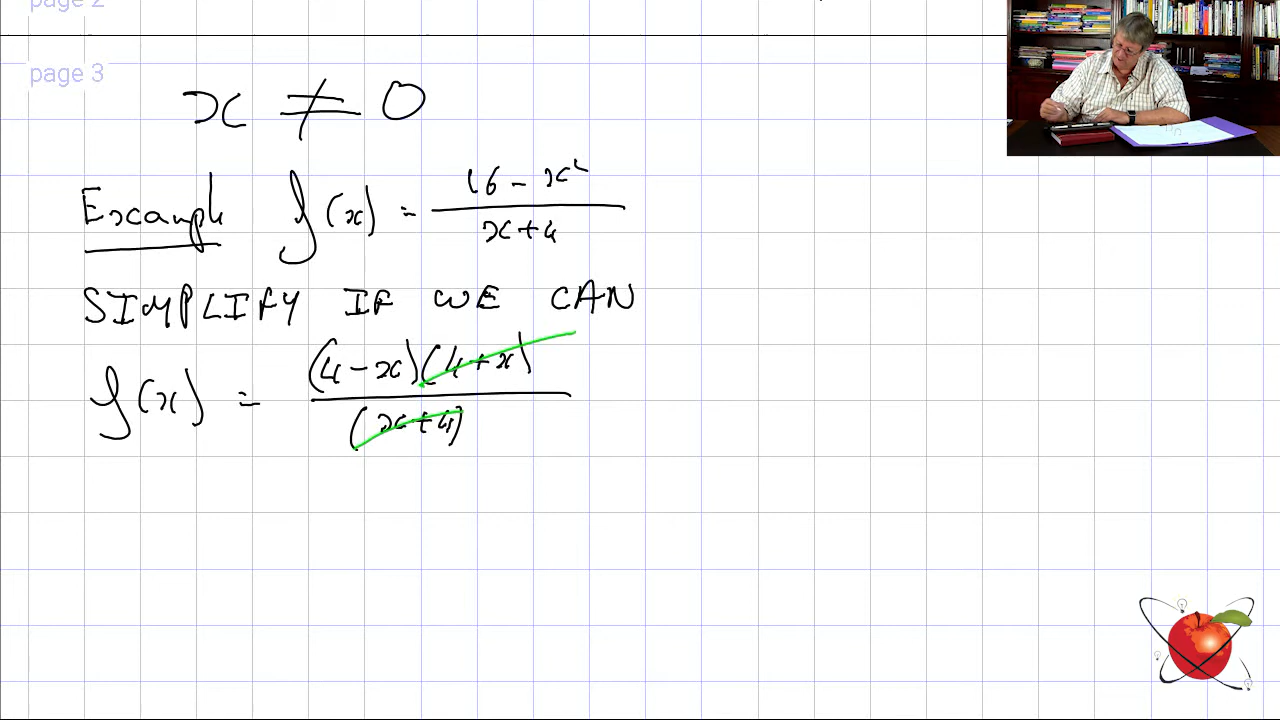 page 2
page 3
x ≠ 0
Example f(x) = (16 - x²)/(x+4)
SIMPLIFY IF WE CAN
f(x) = (4-x)(4+x)/(x+4)